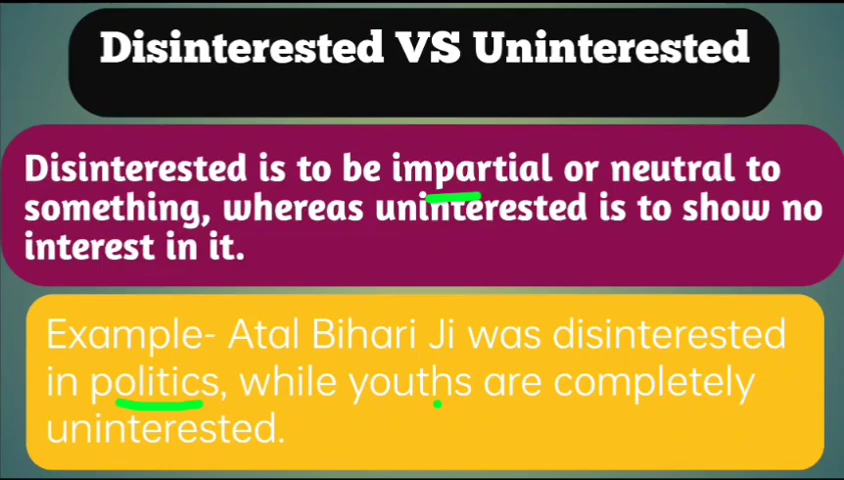 Disinterested VS Uninterested
Disinterested is to be impartial or neutral to
something, whereas uninterested is to show no
interest in it.
Example- Atal Bihari Ji was disinterested
in politics, while youths are completely
uninterested.